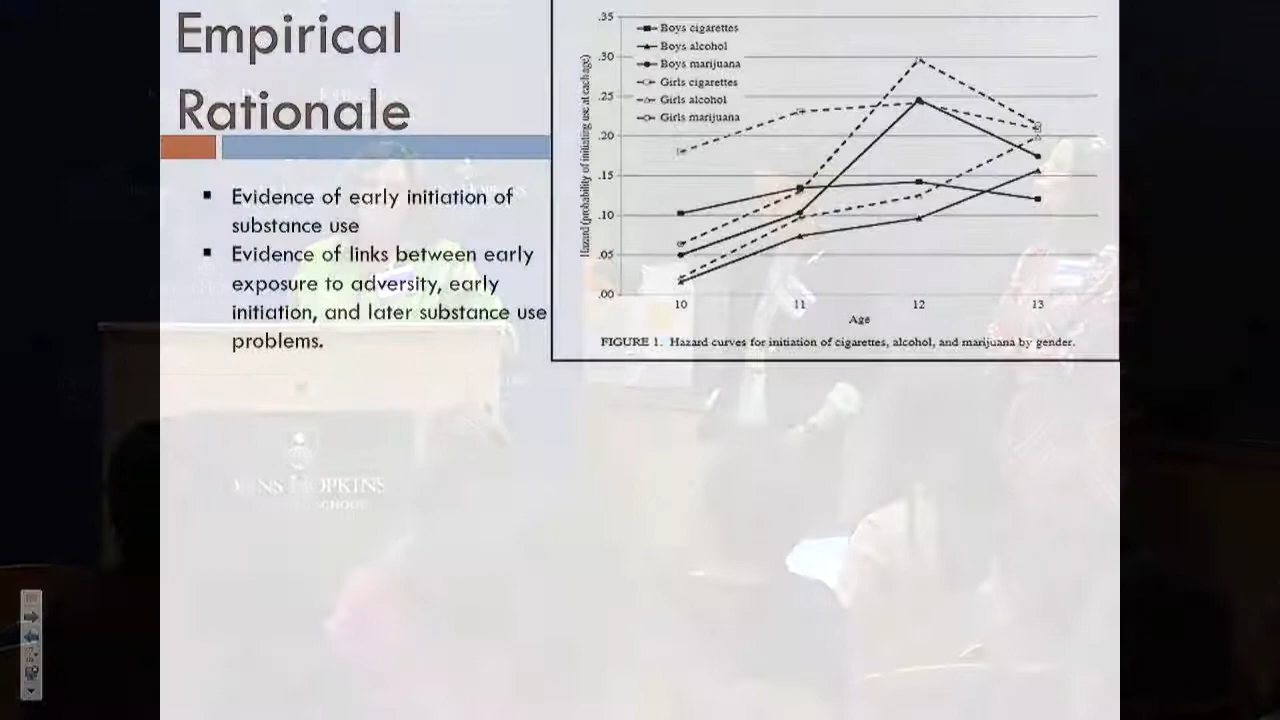 Empirical
Rationale
▪ Evidence of early initiation of
substance use
▪ Evidence of links between early
exposure to adversity, early
initiation, and later substance use
problems.
Hazard (probability of initiating use at each age)
.35
.30
.25
.20
.15
.10
.05
.00
Boys cigarettes
Boys alcohol
Boys marijuana
Girls cigarettes
Girls alcohol
Girls marijuana
10 11 12 13
Age
FIGURE 1. Hazard curves for initiation of cigarettes, alcohol, and marijuana by gender.
HOPKINS